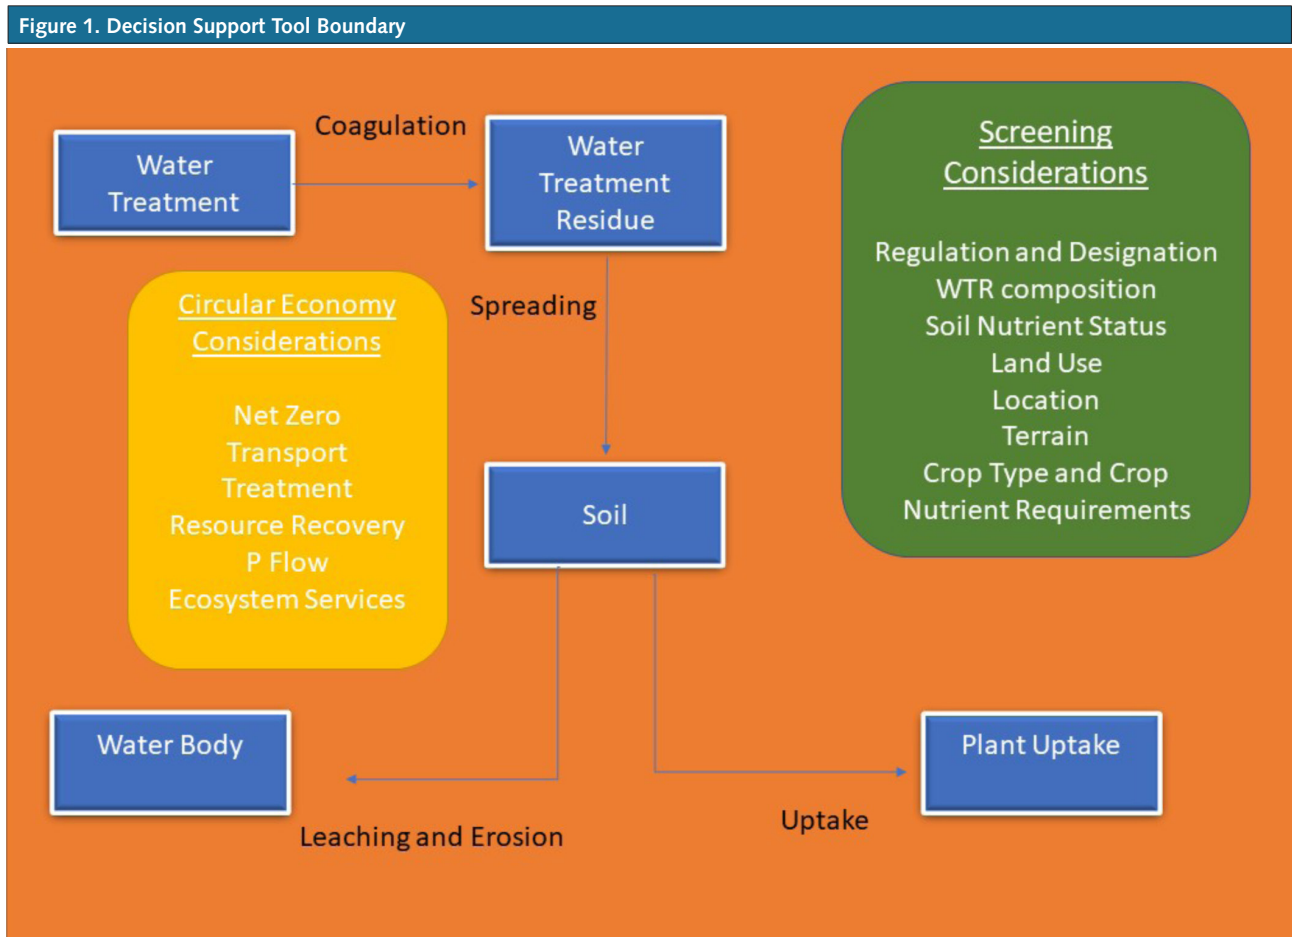 Figure 1. Decision Support Tool Boundary
Water
Treatment
Coagulation
Water
Treatment
Residue
Screening
Considerations
Regulation and Designation
WTR composition
Soil Nutrient Status
Land Use
Location
Terrain
Crop Type and Crop
Nutrient Requirements
Circular Economy
Considerations
Net Zero
Transport
Treatment
Resource Recovery
P Flow
Ecosystem Services
Spreading
Soil
Water Body
Leaching and Erosion
Plant Uptake
Uptake